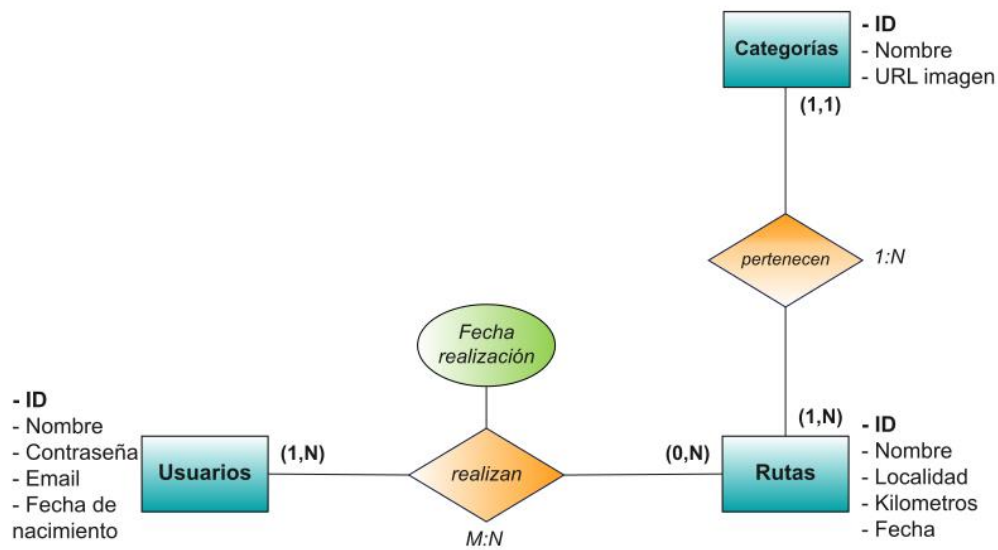 Categorías
- ID
- Nombre
- URL imagen
(1,1)
pertenecen
1:N
Fecha
realización
- ID
- Nombre
- Contraseña
- Email
- Fecha de
nacimiento
Usuarios
(1,N)
realizan
M:N
(0,N)
(1,N)
Rutas
- ID
- Nombre
- Localidad
- Kilometros
- Fecha